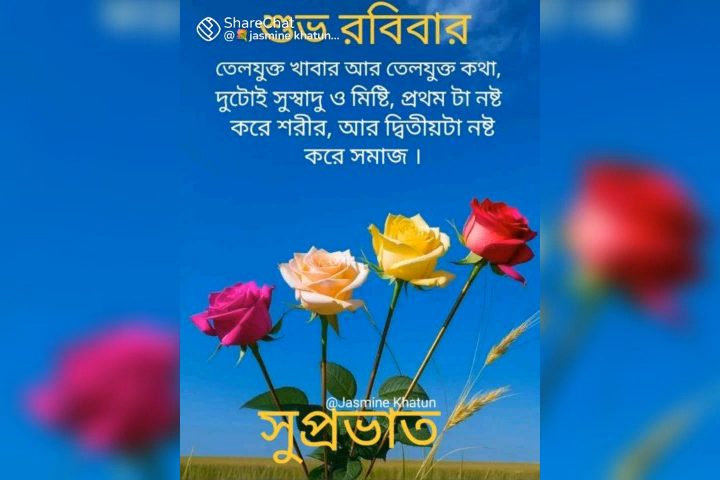 ShareChat
@💐jasmine khatun...
শুভ রবিবার
তেলযুক্ত খাবার আর তেলযুক্ত কথা,
দুটোই সুস্বাদু ও মিষ্টি, প্রথম টা নষ্ট
করে শরীর, আর দ্বিতীয়টা নষ্ট
করে সমাজ ।
@Jasmine Khatun
সুপ্রভাত